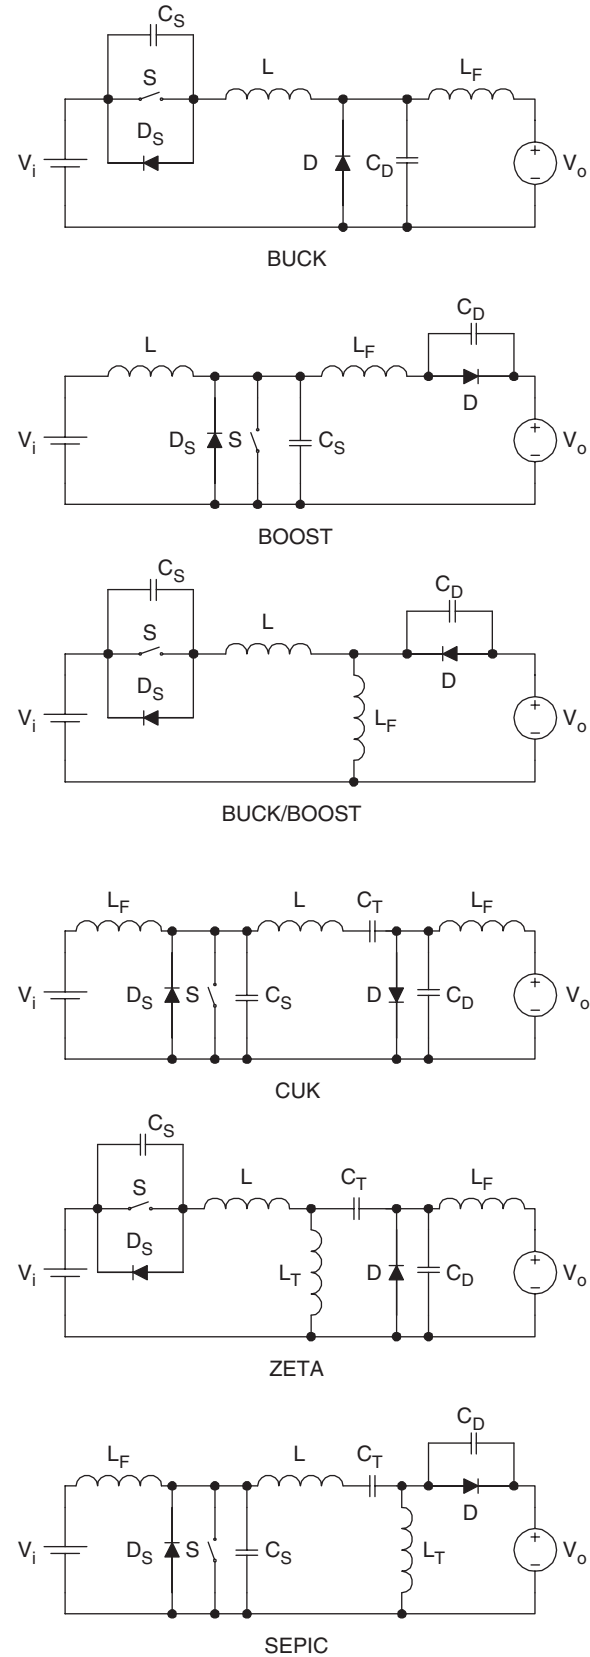 C_S
S
L
L_F
D_S
V_i
D
C_D
+
−
V_o
BUCK
C_D
L
L_F
D
V_i
D_S
S
C_S
+
−
V_o
BOOST
C_S
C_D
S
L
D_S
D
V_i
L_F
+
−
V_o
BUCK/BOOST
L_F
L
C_T
L_F
V_i
D_S
S
C_S
D
C_D
+
−
V_o
CUK
C_S
S
L
C_T
L_F
D_S
V_i
L_T
D
C_D
+
−
V_o
ZETA
C_D
L_F
L
C_T
D
V_i
D_S
S
C_S
L_T
+
−
V_o
SEPIC